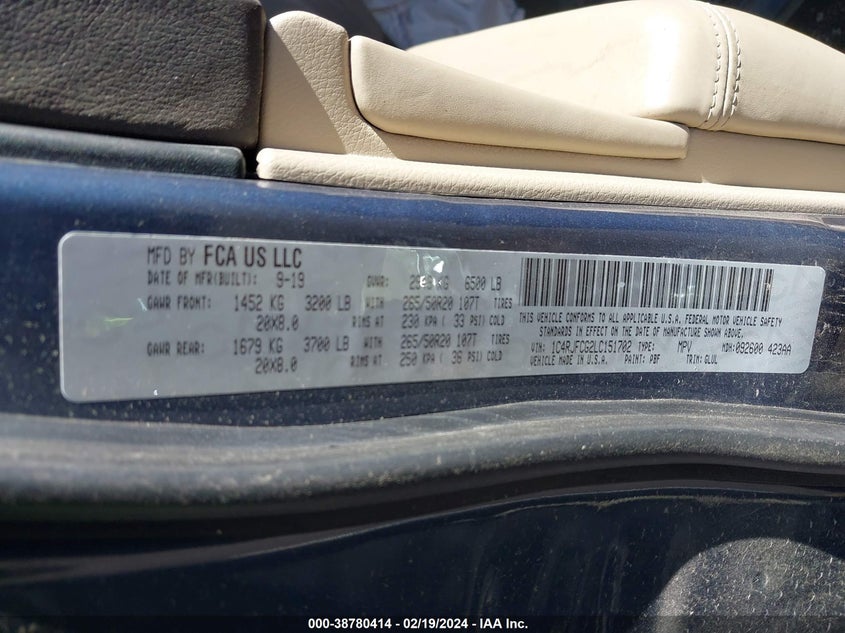 MFD BY FCA US LLC
DATE OF MFR(BUILT): 9-19 GVWR: KG 6500 LB
GAWR FRONT: 1452 KG 3200 LB WITH 265/50R20 107T TIRES
20X8.0 RIMS AT 230 KPA ( 33 PSI) COLD
GAWR REAR: 1679 KG 3700 LB WITH 265/50R20 107T TIRES
20X8.0 RIMS AT 250 KPA ( 36 PSI) COLD
THIS VEHICLE CONFORMS TO ALL APPLICABLE U.S.A. FEDERAL MOTOR VEHICLE SAFETY
STANDARDS IN EFFECT ON THE DATE OF MANUFACTURE SHOWN ABOVE.
VIN: 1C4RJFCG2LC151702 TYPE: MPV MDH: 092600 423AA
VEHICLE MADE IN U.S.A. PAINT: PBF TRIM: GLUL
000-38780414 - 02/19/2024 - IAA Inc.